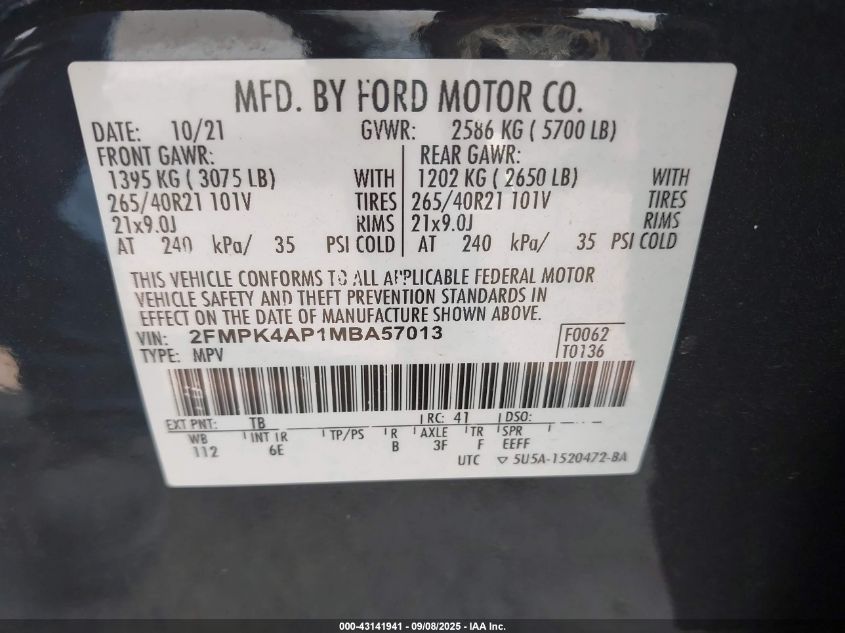 MFD. BY FORD MOTOR CO.
DATE: 10/21 GVWR: 2586 KG ( 5700 LB)
FRONT GAWR: REAR GAWR:
1395 KG ( 3075 LB) WITH 1202 KG ( 2650 LB) WITH
265/40R21 101V TIRES 265/40R21 101V TIRES
21x9.0J RIMS 21x9.0J RIMS
AT 240 kPa/ 35 PSI COLD AT 240 kPa/ 35 PSI COLD
THIS VEHICLE CONFORMS TO ALL APPLICABLE FEDERAL MOTOR
VEHICLE SAFETY AND THEFT PREVENTION STANDARDS IN
EFFECT ON THE DATE OF MANUFACTURE SHOWN ABOVE.
VIN: 2FMPK4AP1MBA57013 F0062
TYPE: MPV T0136
EXT PNT: TB RC: 41 DSO:
WB INT TR TP/PS R AXLE TR SPR
112 6E B 3F F EEFF
UTC ▽ 5U5A-1520472-BA
000-43141941 - 09/08/2025 - IAA Inc.